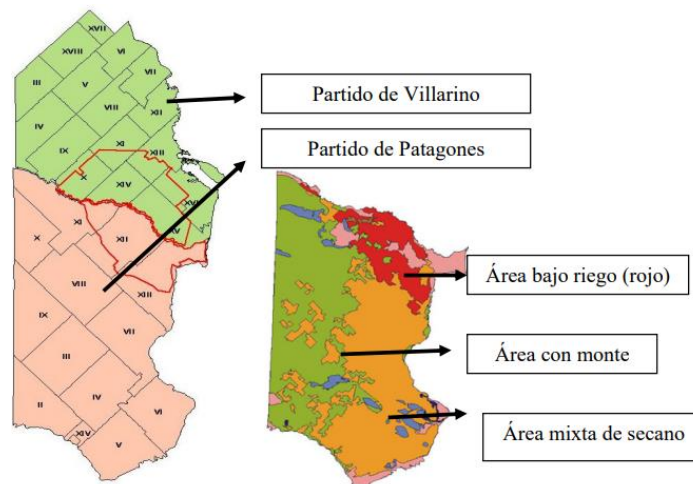 XVII
XVIII
VI
VII
III
V
VIII
XII
IV
XI
XIII
IX
X
XIV
XV
XI
X
XII
VIII
XIII
IX
VII
III
IV
II
VI
XIV
V
Partido de Villarino
Partido de Patagones
Área bajo riego (rojo)
Área con monte
Área mixta de secano